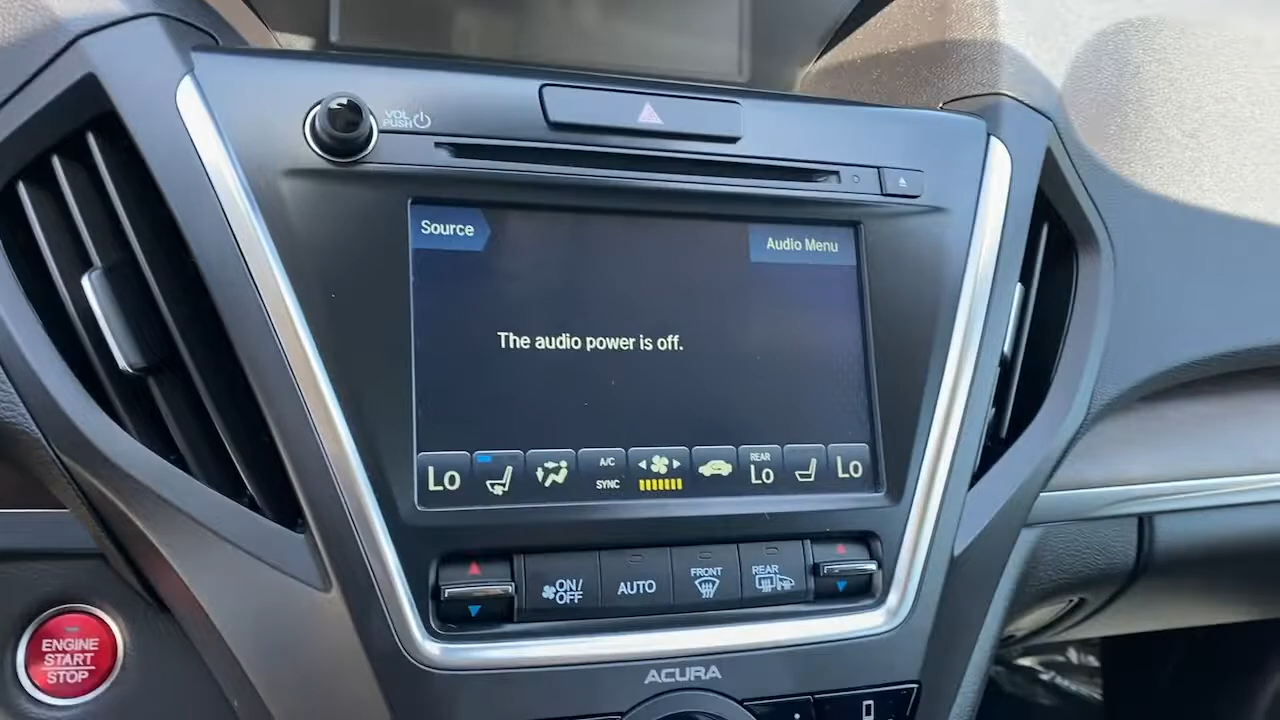 VOL
PUSH
Source
Audio Menu
The audio power is off.
Lo
A/C
SYNC
REAR
Lo
Lo
ON/
OFF
AUTO
FRONT
REAR
ENGINE
START
STOP
ACURA